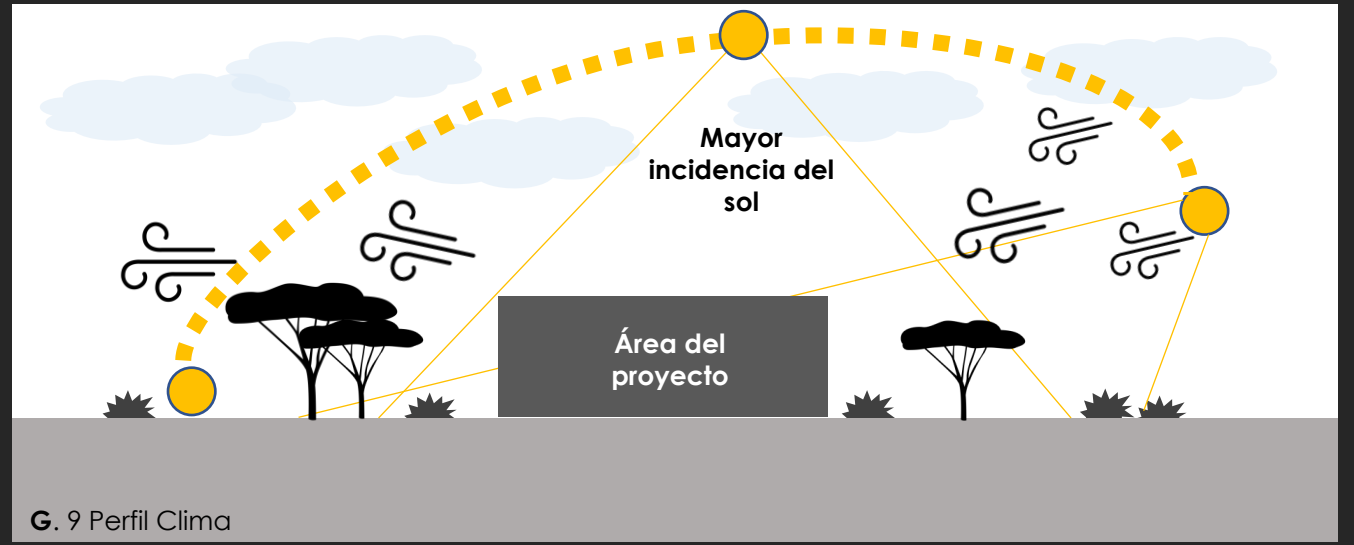 Mayor
incidencia del
sol
Área del
proyecto
G. 9 Perfil Clima